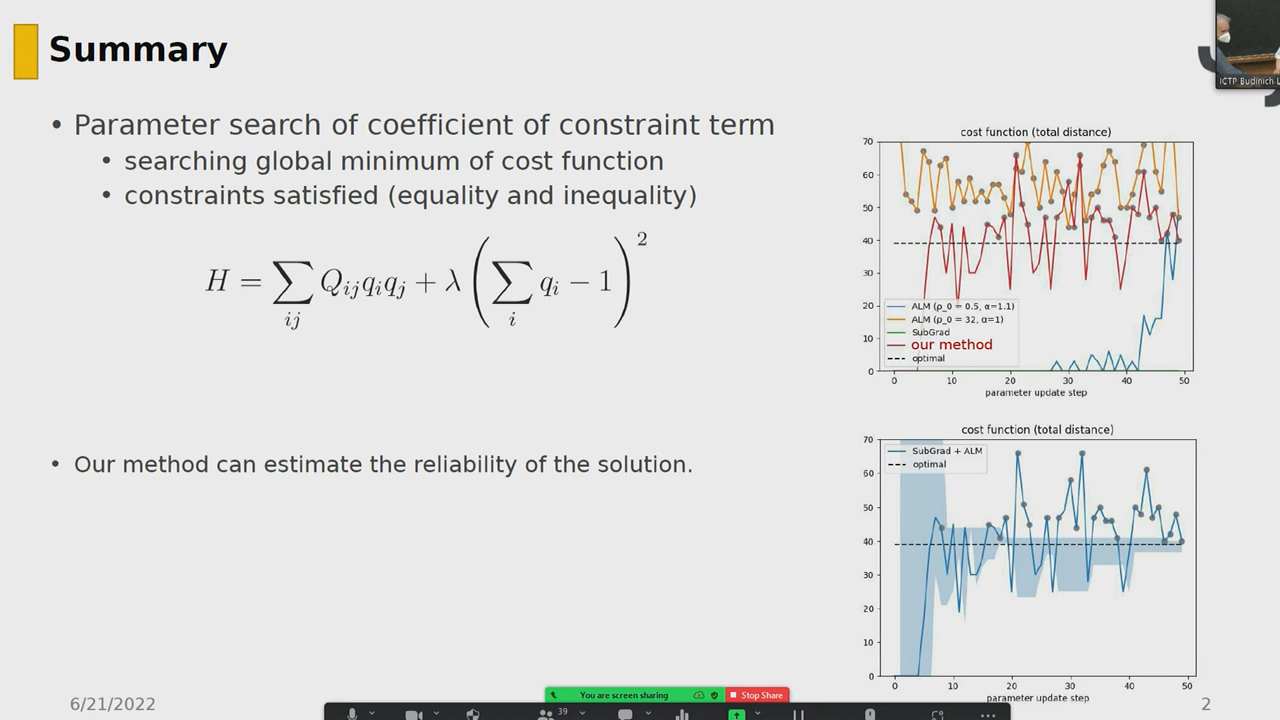 Summary
• Parameter search of coefficient of constraint term
• searching global minimum of cost function
• constraints satisfied (equality and inequality)
H = ∑_{ij} Q_{ij} q_i q_j + λ (∑_i q_i − 1)^2
• Our method can estimate the reliability of the solution.
6/21/2022
2
ICTP Budinich L
cost function (total distance)
70
60
50
40
30
20
10
0
ALM (ρ_0 = 0.5, α=1.1)
ALM (ρ_0 = 32, α=1)
SubGrad
our method
optimal
0 10 20 30 40 50
parameter update step
cost function (total distance)
70
60
50
40
30
20
10
0
SubGrad + ALM
optimal
0 10 20 30 40 50
parameter update step
You are screen sharing
Stop Share
39